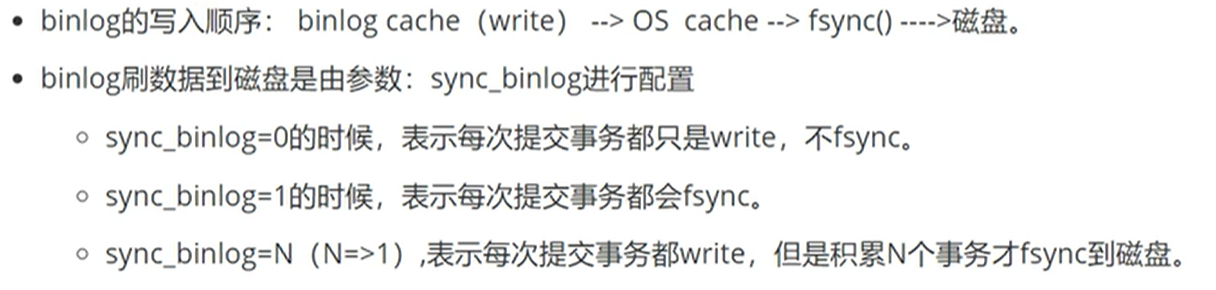 binlog的写入顺序： binlog cache（write） --> OS cache --> fsync() ---->磁盘。
binlog刷数据到磁盘是由参数：sync_binlog进行配置
sync_binlog=0的时候，表示每次提交事务都只是write，不fsync。
sync_binlog=1的时候，表示每次提交事务都会fsync。
sync_binlog=N（N=>1）,表示每次提交事务都write，但是积累N个事务才fsync到磁盘。